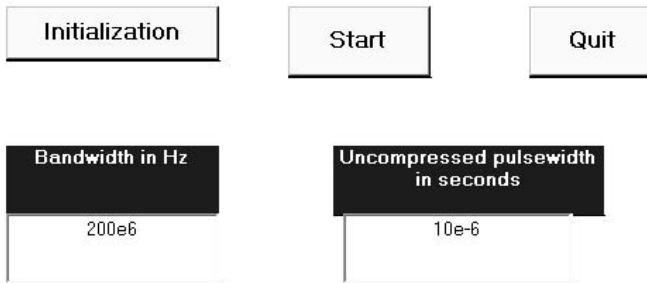 Initialization
Start
Quit
Bandwidth in Hz
Uncompressed pulsewidth
in seconds
200e6
10e-6